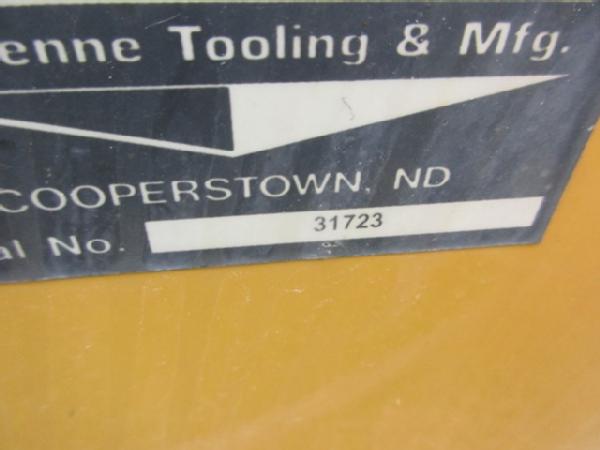 enne Tooling & Mfg.
COOPERSTOWN, ND
al No. 31723